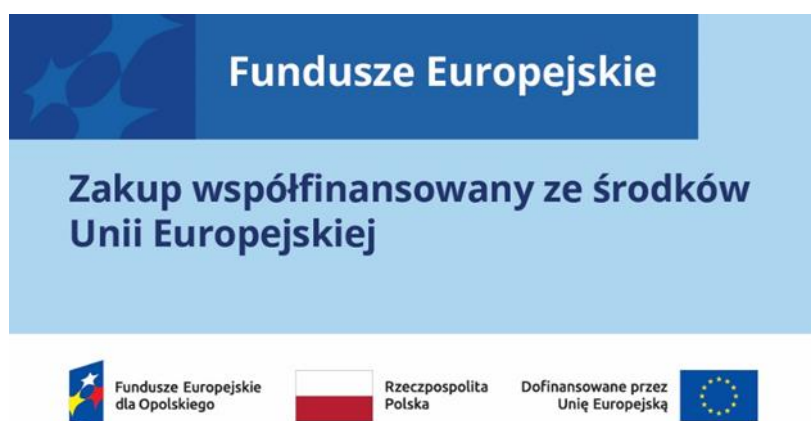 Fundusze Europejskie
Zakup współfinansowany ze środków
Unii Europejskiej
Fundusze Europejskie
dla Opolskiego
Rzeczpospolita
Polska
Dofinansowane przez
Unię Europejską